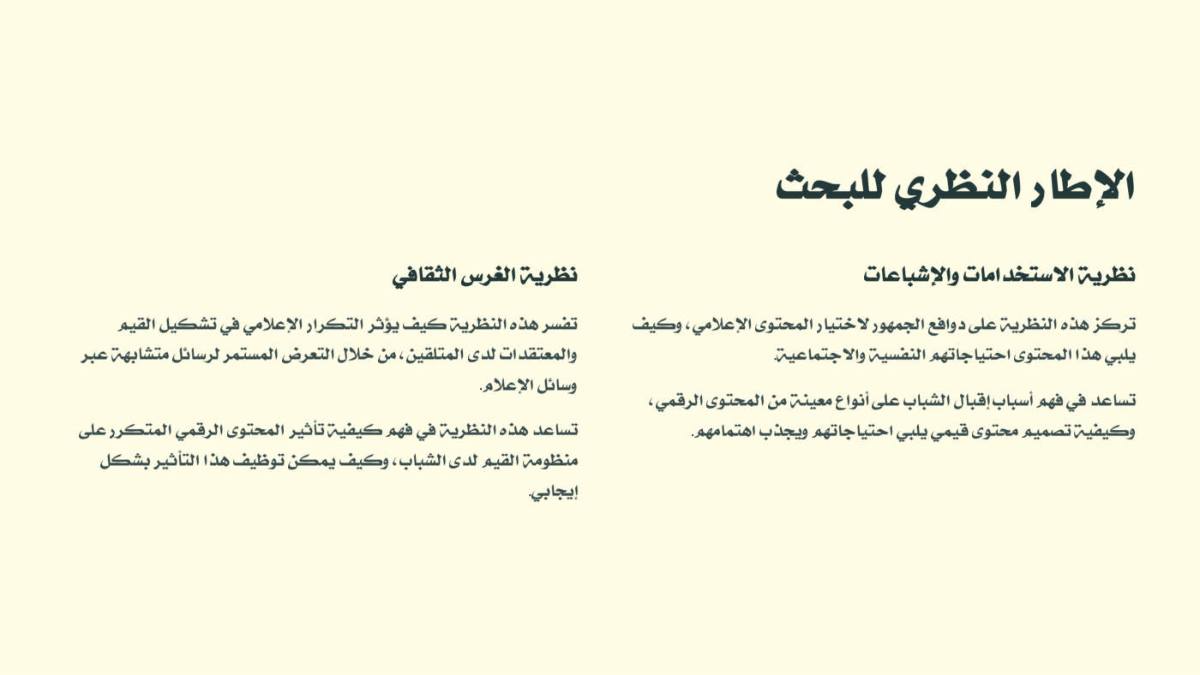 الإطار النظري للبحث
نظرية الاستخدامات والإشباعات
تركز هذه النظرية على دوافع الجمهور لاختيار المحتوى الإعلامي، وكيف
يلبي هذا المحتوى احتياجاتهم النفسية والاجتماعية.
تساعد في فهم أسباب إقبال الشباب على أنواع معينة من المحتوى الرقمي،
وكيفية تصميم محتوى قيمي يلبي احتياجاتهم ويجذب اهتمامهم.
نظرية الغرس الثقافي
تفسر هذه النظرية كيف يؤثر التكرار الإعلامي في تشكيل القيم
والمعتقدات لدى المتلقين، من خلال التعرض المستمر لرسائل متشابهة عبر
وسائل الإعلام.
تساعد هذه النظرية في فهم كيفية تأثير المحتوى الرقمي المتكرر على
منظومة القيم لدى الشباب، وكيف يمكن توظيف هذا التأثير بشكل
إيجابي.